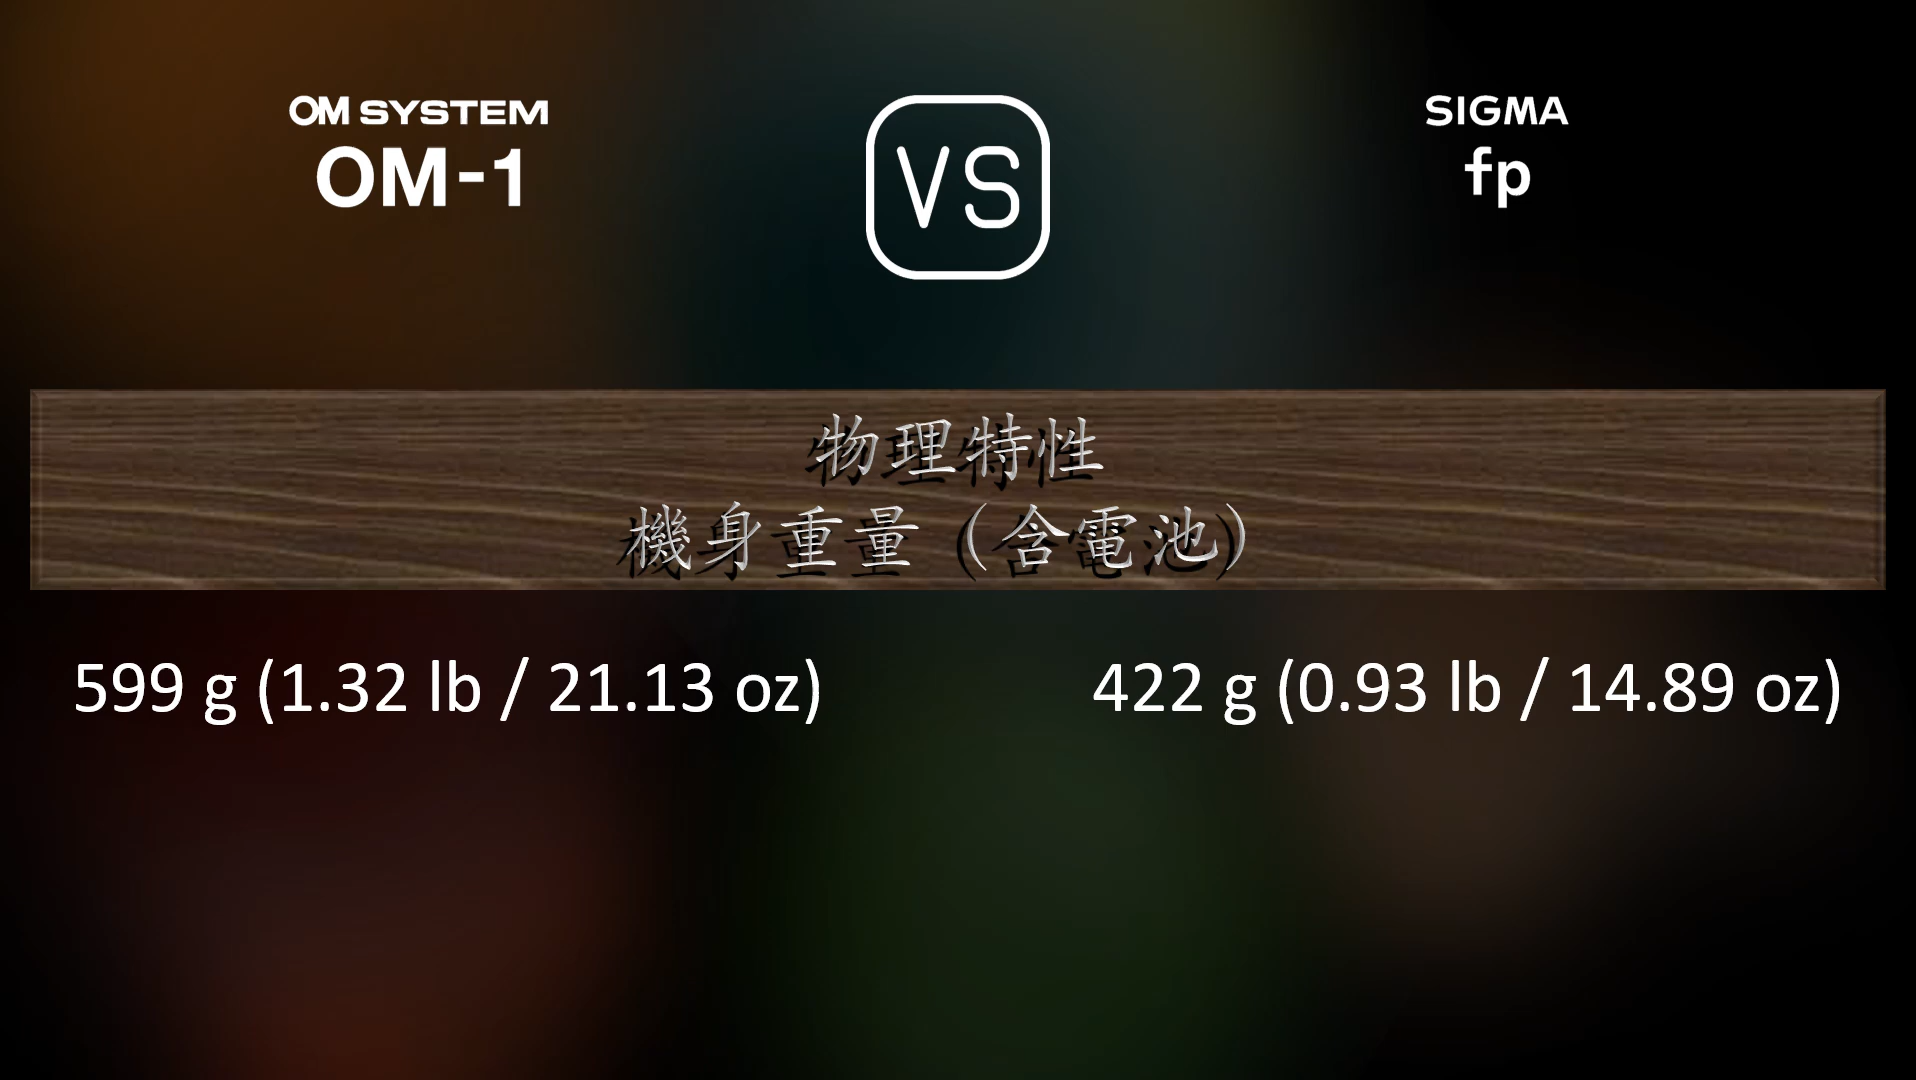 OM SYSTEM
OM-1
VS
SIGMA
fp
物理特性
機身重量（含電池）
599 g (1.32 lb / 21.13 oz)
422 g (0.93 lb / 14.89 oz)